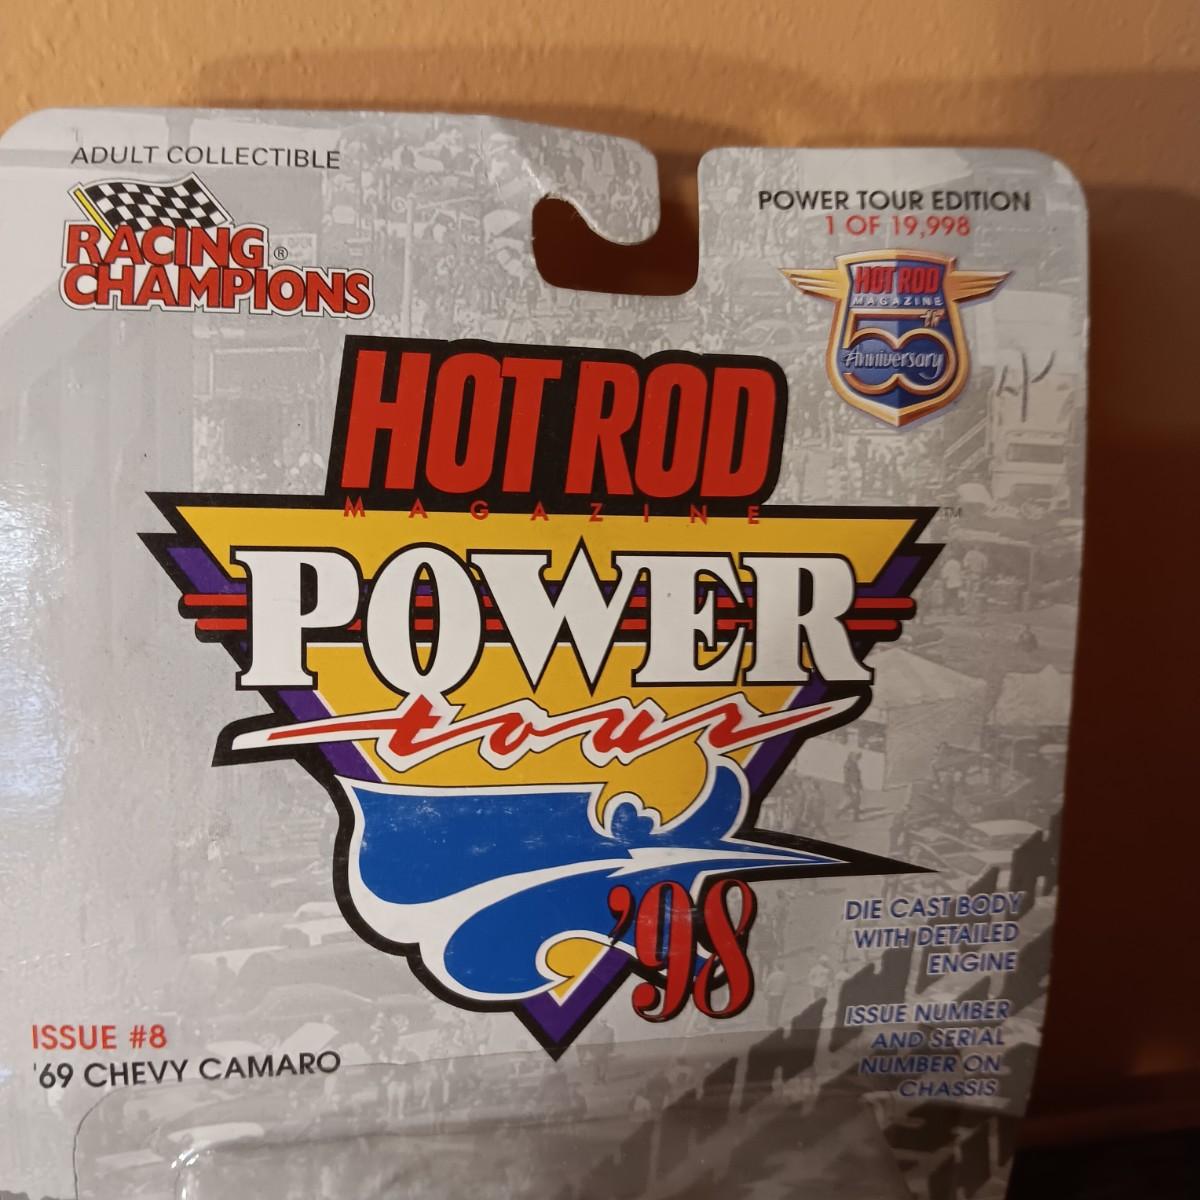 ADULT COLLECTIBLE
RACING ®
CHAMPIONS
POWER TOUR EDITION
1 OF 19,998
HOT ROD
MAGAZINE
50TH
Anniversary
HOT ROD
MAGAZINE
TM
POWER
tour
'98
DIE CAST BODY
WITH DETAILED
ENGINE
ISSUE NUMBER
AND SERIAL
NUMBER ON
CHASSIS
ISSUE #8
'69 CHEVY CAMARO